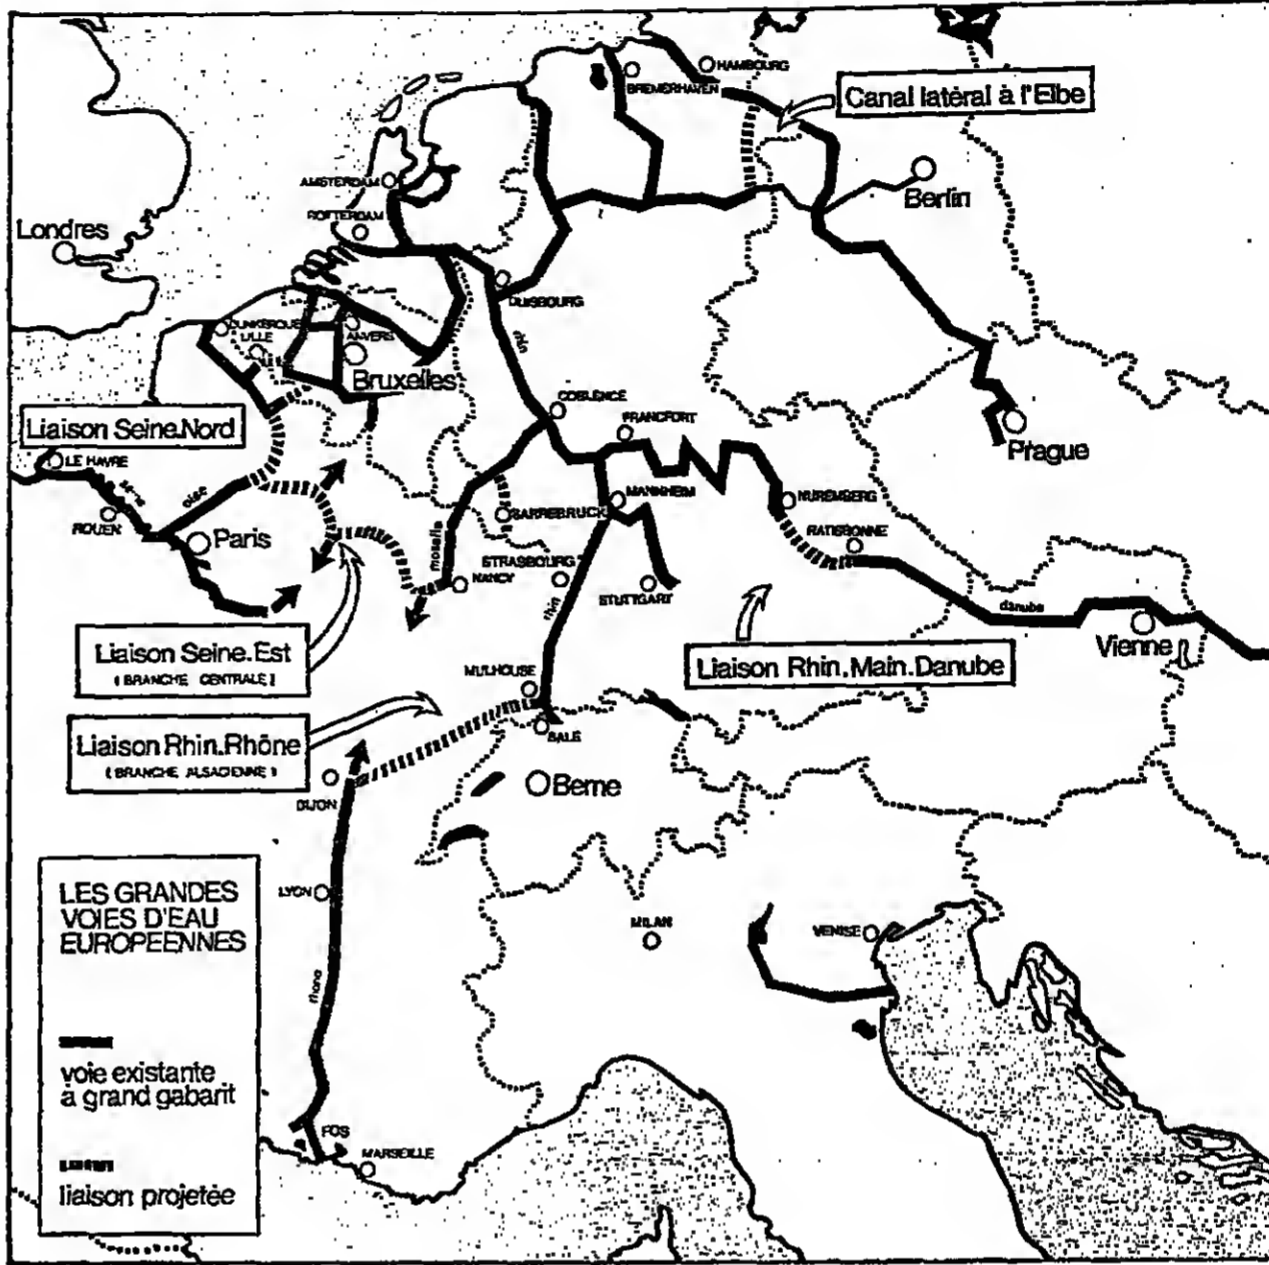 HAMBOURG
BREMERHAVEN
Canal latéral à l'Elbe
AMSTERDAM
Berlin
ROTTERDAM
Londres
DUISBOURG
DUNKERQUE
LILLE
ANVERS
rhin
Bruxelles
COBLENCE
FRANCFORT
Liaison Seine.Nord
Prague
LE HAVRE
seine
oise
MANNHEIM
NUREMBERG
ROUEN
SARREBRUCK
Paris
moselle
RATISBONNE
STRASBOURG
NANCY
STUTTGART
rhin
danube
Vienne
Liaison Seine.Est
( BRANCHE CENTRALE )
Liaison Rhin.Main.Danube
MULHOUSE
Liaison Rhin.Rhône
( BRANCHE ALSACIENNE )
BALE
DIJON
Berne
LES GRANDES
VOIES D'EAU
EUROPEENNES
LYON
MILAN
VENISE
rhone
voie existante
à grand gabarit
FOS
MARSEILLE
liaison projetée